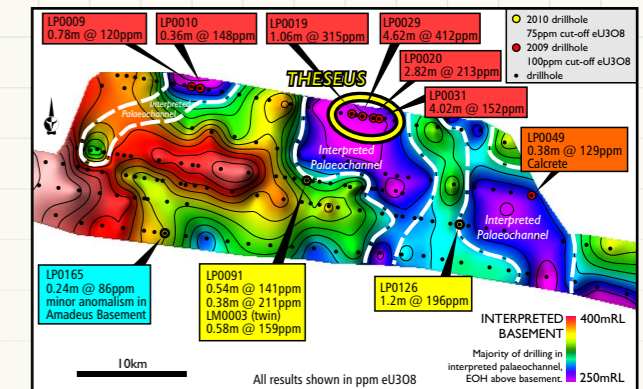 LP0009
0.78m @ 120ppm
LP0010
0.36m @ 148ppm
LP0019
1.06m @ 315ppm
LP0029
4.62m @ 412ppm
LP0020
2.82m @ 213ppm
LP0031
4.02m @ 152ppm
2010 drillhole
75ppm cut-off eU3O8
2009 drillhole
100ppm cut-off eU3O8
drillhole
THESEUS
Interpreted
Palaeochannel
Interpreted
Palaeochannel
LP0049
0.38m @ 129ppm
Calcrete
Interpreted
Palaeochannel
LP0165
0.24m @ 86ppm
minor anomalism in
Amadeus Basement
LP0091
0.54m @ 141ppm
0.38m @ 211ppm
LM0003 (twin)
0.58m @ 159ppm
LP0126
1.2m @ 196ppm
INTERPRETED
BASEMENT
400mRL
Majority of drilling in
interpreted palaeochannel,
EOH above basement.
250mRL
10km
All results shown in ppm eU3O8